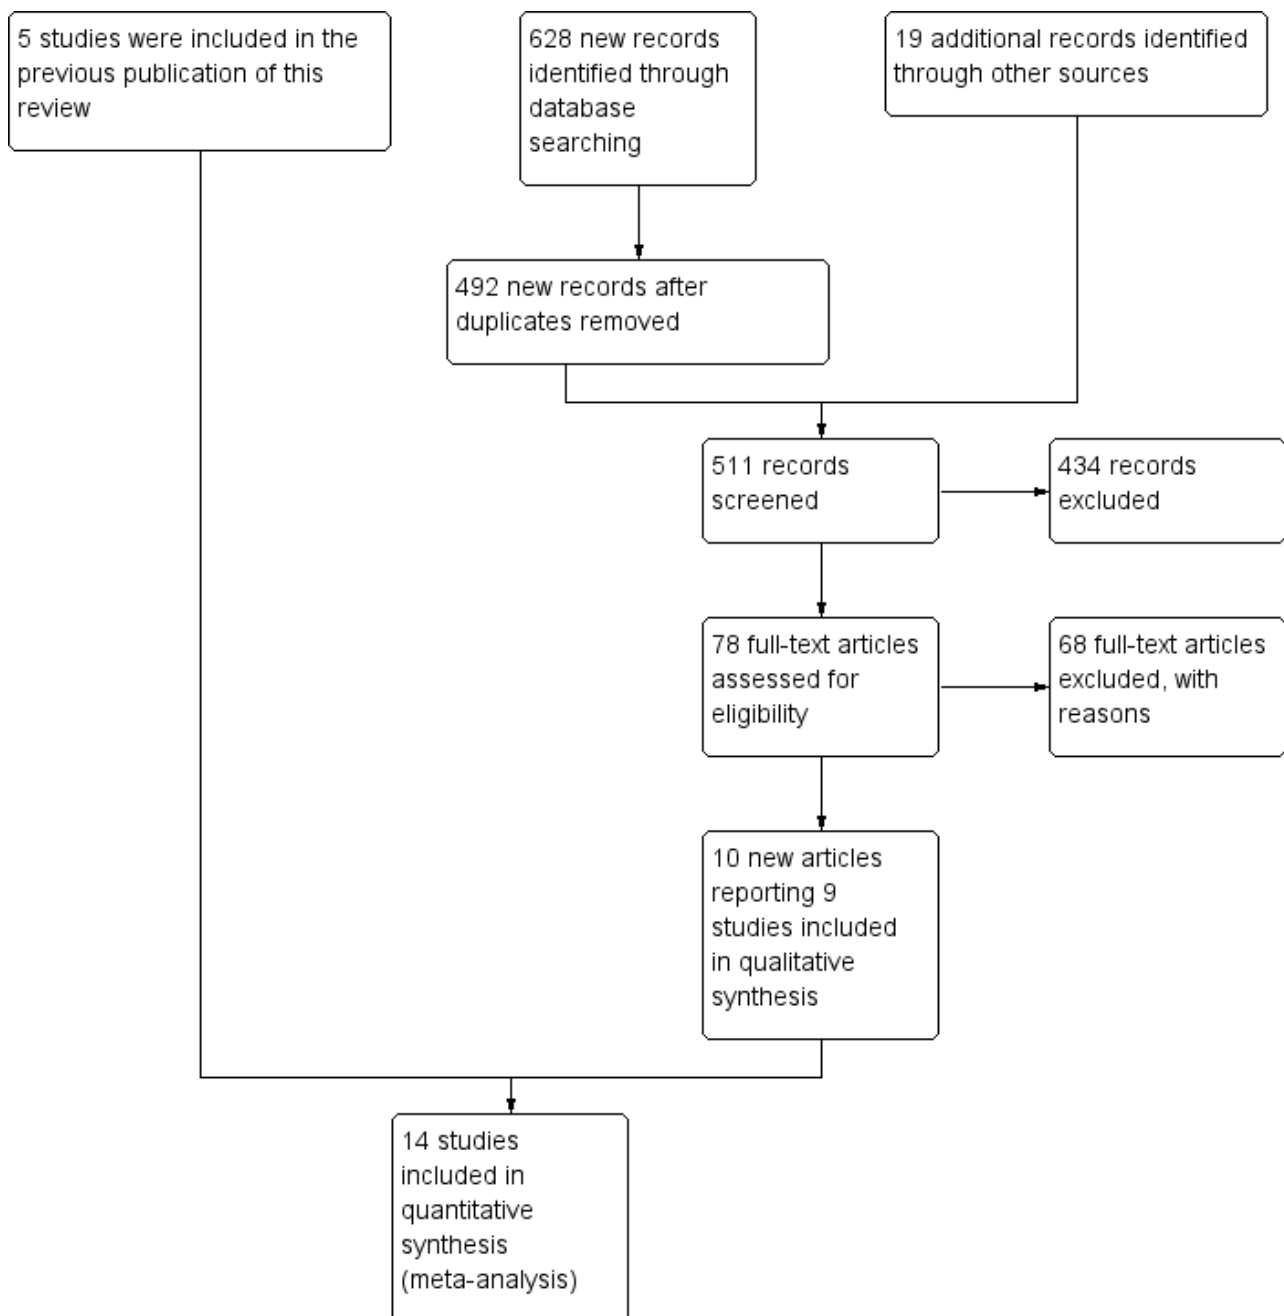 5 studies were included in the
previous publication of this
review
628 new records
identified through
database
searching
19 additional records identified
through other sources
492 new records after
duplicates removed
511 records
screened
434 records
excluded
78 full-text articles
assessed for
eligibility
68 full-text articles
excluded, with
reasons
10 new articles
reporting 9
studies included
in qualitative
synthesis
14 studies
included in
quantitative
synthesis
(meta-analysis)